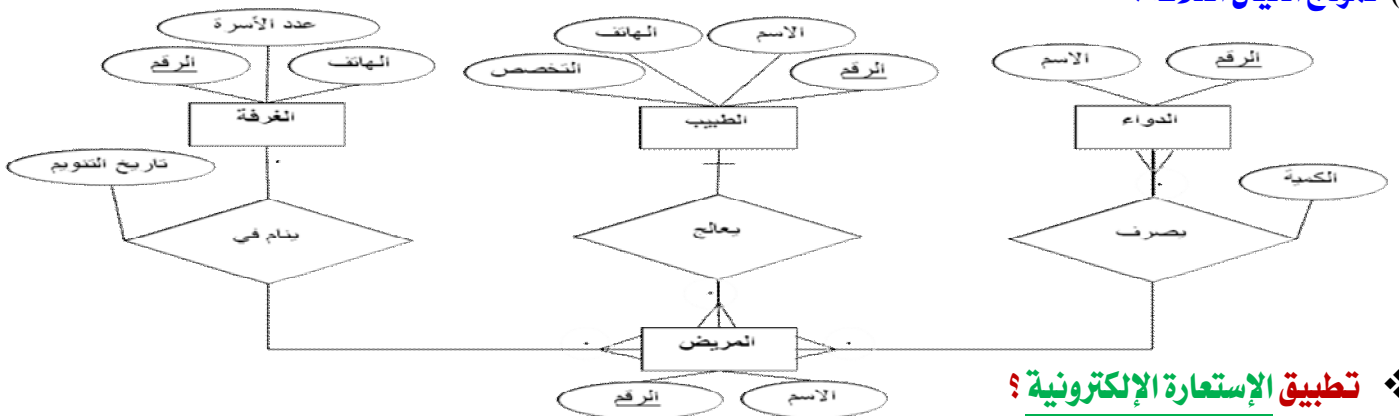 عدد الأسرة
الهاتف
الرقم
الغرفة
تاريخ التنويم
ينام في
الاسم
الهاتف
الرقم
التخصص
الطبيب
يعالج
الرقم
الاسم
الدواء
الكمية
يصرف
المريض
الاسم
الرقم
❖ تطبيق الإستعارة الإلكترونية ؟